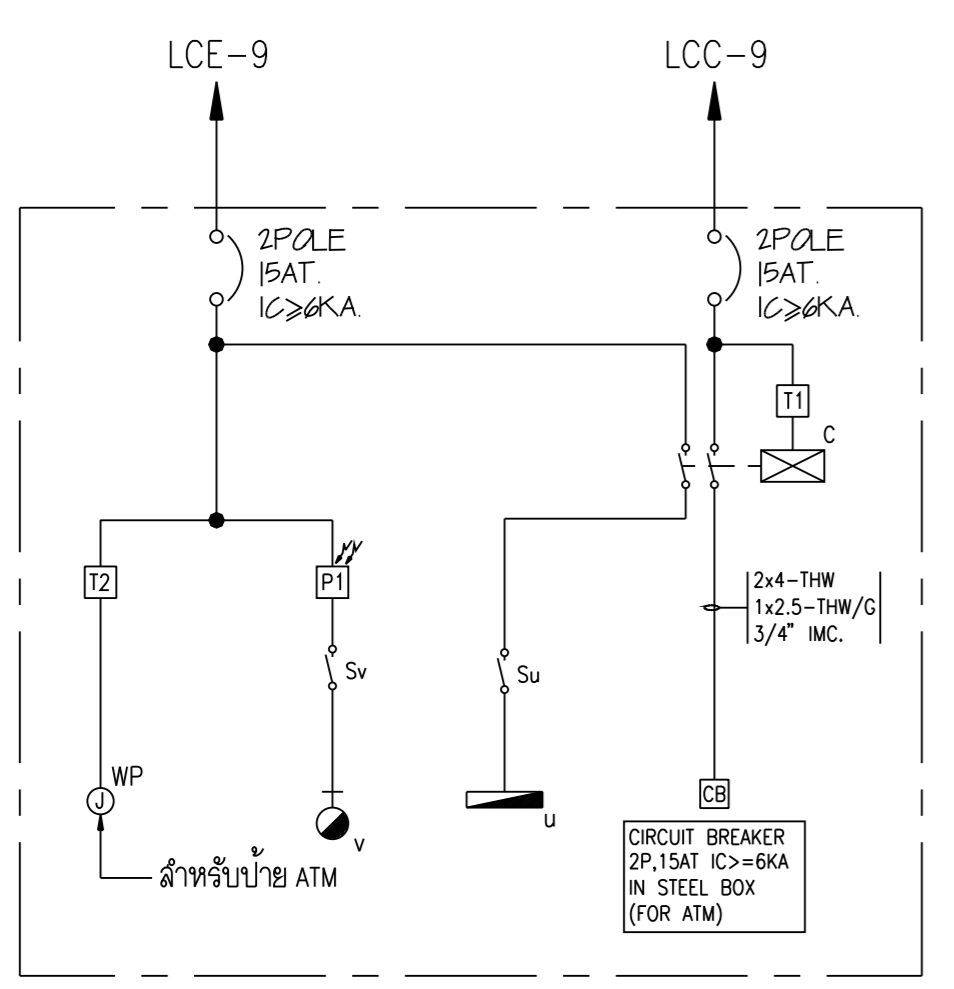 LCE-9
LCC-9
2POLE
15AT.
IC⩾6KA.
2POLE
15AT.
IC⩾6KA.
T1
C
T2
P1
2x4-THW
1x2.5-THW/G
3/4" IMC.
Sv
Su
WP
J
v
u
CB
สำหรับป้าย ATM
CIRCUIT BREAKER
2P,15AT IC>=6KA
IN STEEL BOX
(FOR ATM)